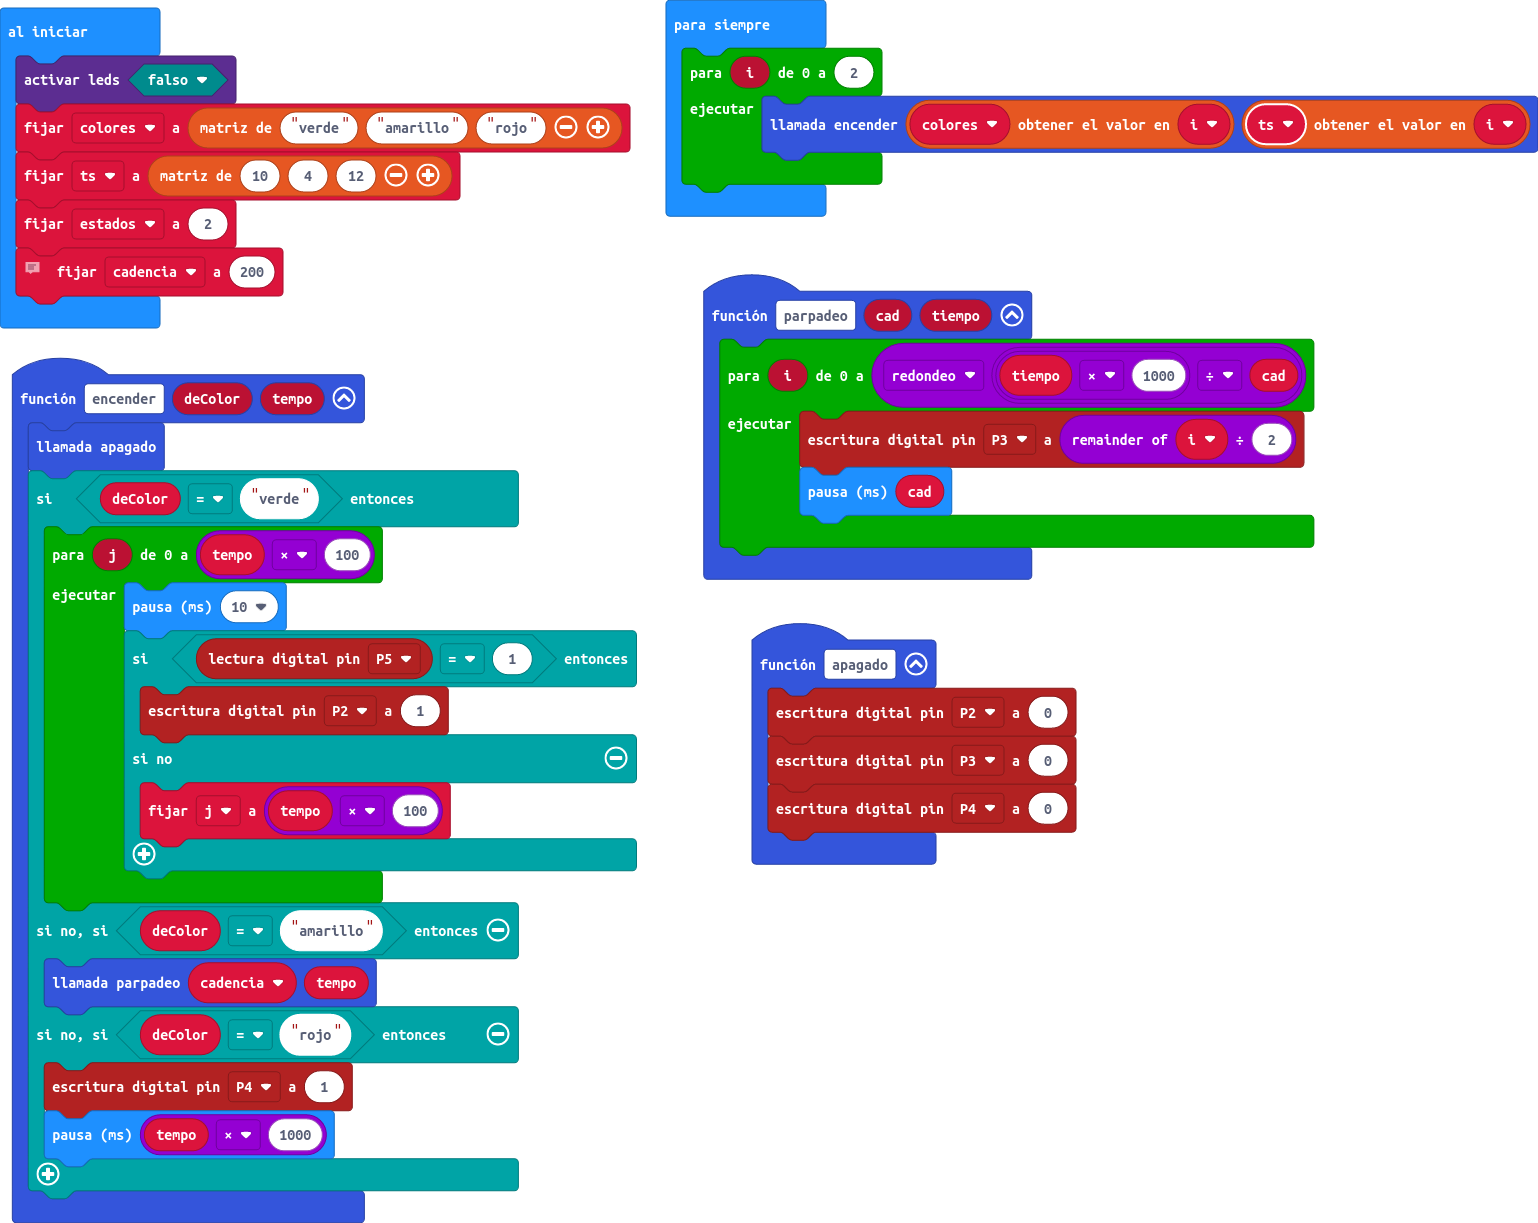 al iniciar
activar leds falso
fijar colores a matriz de "verde" "amarillo" "rojo"
fijar ts a matriz de 10 4 12
fijar estados a 2
fijar cadencia a 200
función encender deColor tempo
llamada apagado
si deColor = "verde" entonces
para j de 0 a tempo × 100
ejecutar
pausa (ms) 10
si lectura digital pin P5 = 1 entonces
escritura digital pin P2 a 1
si no
fijar j a tempo × 100
si no, si deColor = "amarillo" entonces
llamada parpadeo cadencia tempo
si no, si deColor = "rojo" entonces
escritura digital pin P4 a 1
pausa (ms) tempo × 1000
para siempre
para i de 0 a 2
ejecutar llamada encender colores obtener el valor en i ts obtener el valor en i
función parpadeo cad tiempo
para i de 0 a redondeo tiempo × 1000 ÷ cad
ejecutar
escritura digital pin P3 a remainder of i ÷ 2
pausa (ms) cad
función apagado
escritura digital pin P2 a 0
escritura digital pin P3 a 0
escritura digital pin P4 a 0